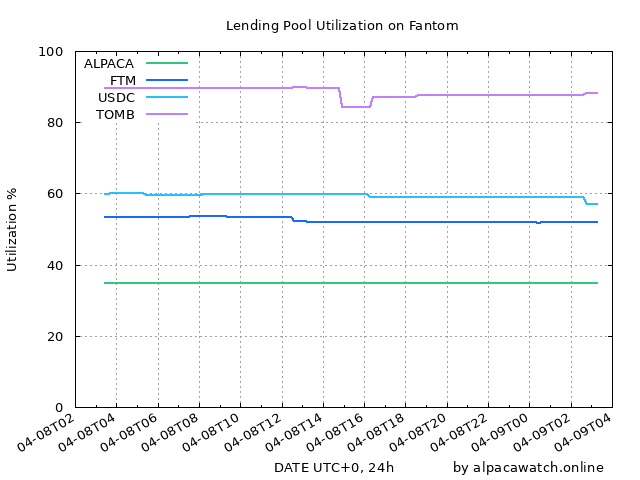 Lending Pool Utilization on Fantom
100
80
60
40
20
0
Utilization %
ALPACA
FTM
USDC
TOMB
04-08T02
04-08T04
04-08T06
04-08T08
04-08T10
04-08T12
04-08T14
04-08T16
04-08T18
04-08T20
04-08T22
04-09T00
04-09T02
04-09T04
DATE UTC+0, 24h
by alpacawatch.online